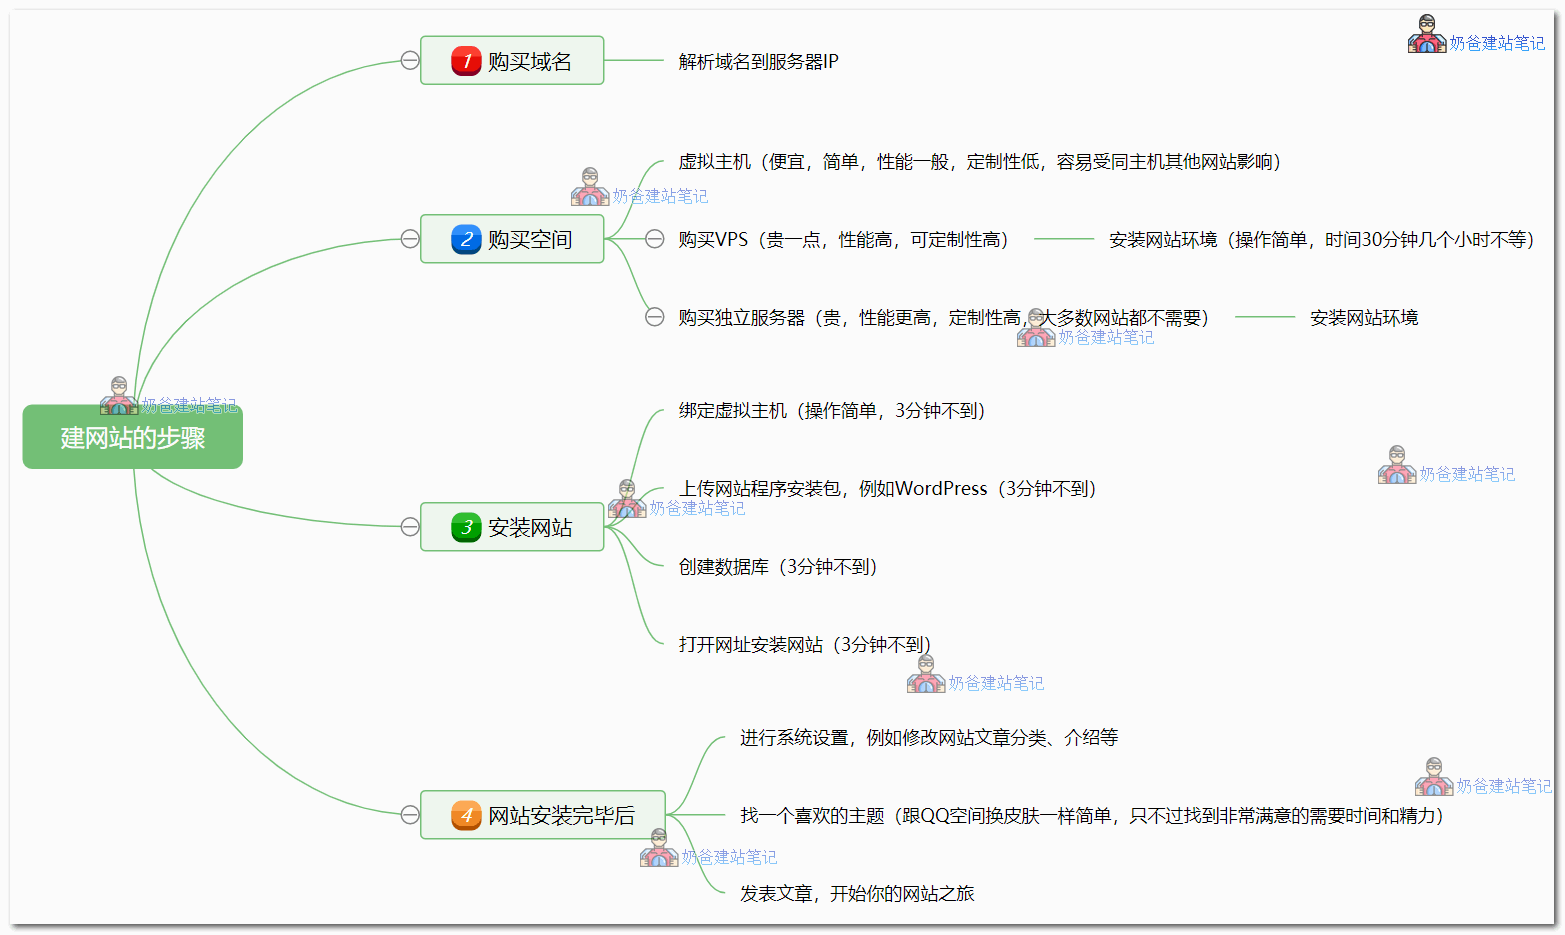 奶爸建站笔记
1 购买域名
解析域名到服务器IP
虚拟主机（便宜，简单，性能一般，定制性低，容易受同主机其他网站影响）
奶爸建站笔记
2 购买空间
购买VPS（贵一点，性能高，可定制性高）
安装网站环境（操作简单，时间30分钟几个小时不等）
购买独立服务器（贵，性能更高，定制性高，大多数网站都不需要）
安装网站环境
奶爸建站笔记
奶爸建站笔记
建网站的步骤
绑定虚拟主机（操作简单，3分钟不到）
奶爸建站笔记
上传网站程序安装包，例如WordPress（3分钟不到）
奶爸建站笔记
3 安装网站
创建数据库（3分钟不到）
打开网址安装网站（3分钟不到）
奶爸建站笔记
进行系统设置，例如修改网站文章分类、介绍等
奶爸建站笔记
4 网站安装完毕后
找一个喜欢的主题（跟QQ空间换皮肤一样简单，只不过找到非常满意的需要时间和精力）
奶爸建站笔记
发表文章，开始你的网站之旅